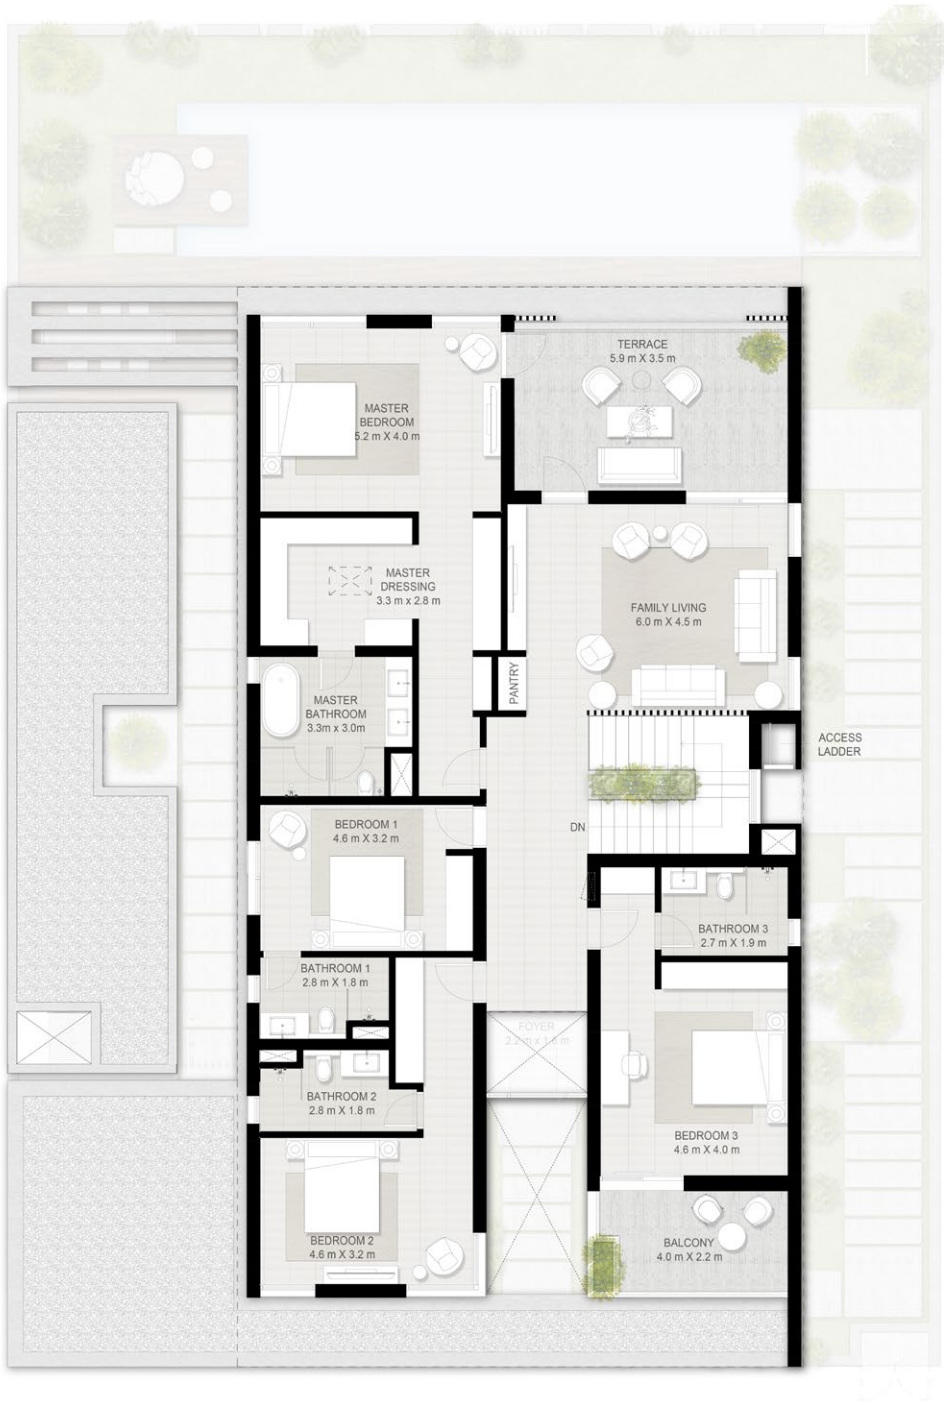 TERRACE
5.9 m X 3.5 m
MASTER
BEDROOM
5.2 m X 4.0 m
MASTER
DRESSING
3.3 m x 2.8 m
FAMILY LIVING
6.0 m X 4.5 m
PANTRY
MASTER
BATHROOM
3.3m x 3.0m
ACCESS
LADDER
DN
BEDROOM 1
4.6 m X 3.2 m
BATHROOM 3
2.7 m X 1.9 m
BATHROOM 1
2.8 m X 1.8 m
FOYER
BATHROOM 2
2.8 m X 1.8 m
BEDROOM 3
4.6 m X 4.0 m
BEDROOM 2
4.6 m X 3.2 m
BALCONY
4.0 m X 2.2 m